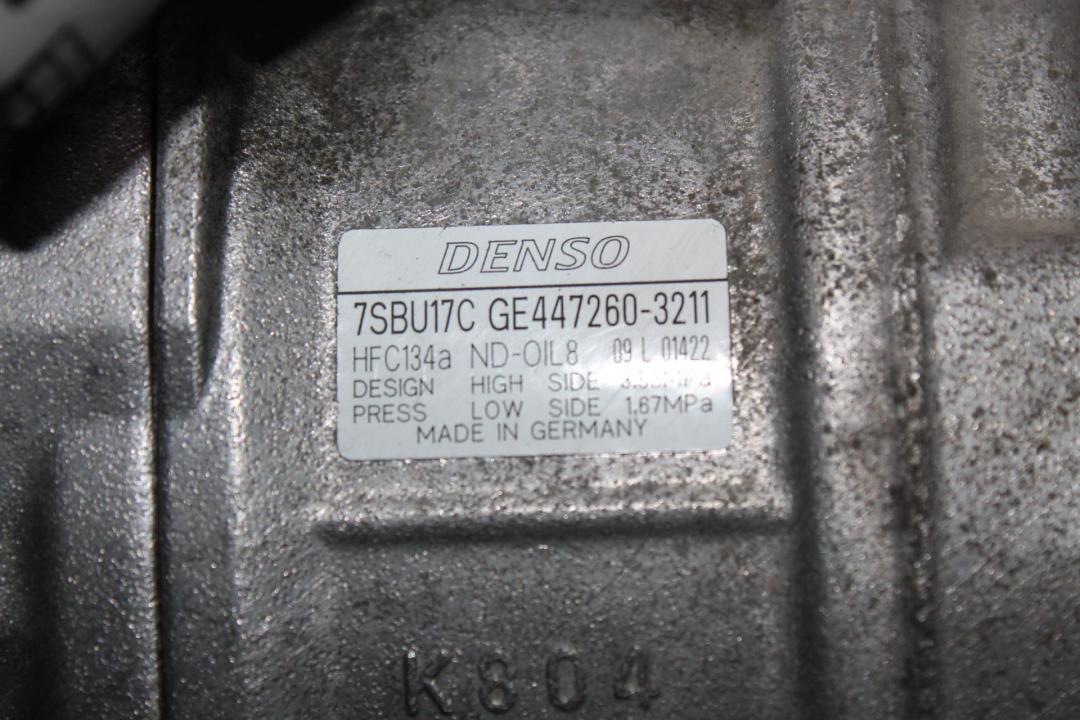 DENSO
7SBU17C GE447260-3211
HFC134a ND-OIL8 09 L 01422
DESIGN HIGH SIDE
PRESS LOW SIDE 1.67MPa
MADE IN GERMANY
K804